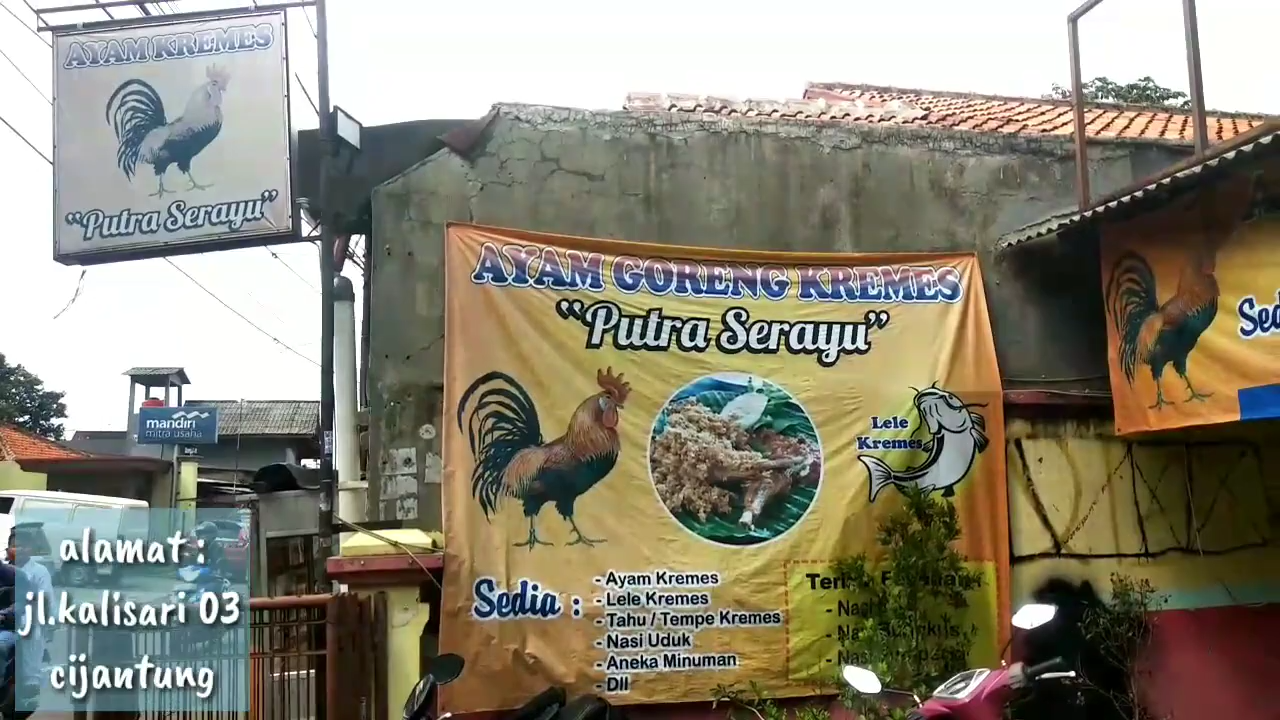 AYAM KREMES
"Putra Serayu"
AYAM GORENG KREMES
"Putra Serayu"
Lele
Kremes
Sedia :
- Ayam Kremes
- Lele Kremes
- Tahu / Tempe Kremes
- Nasi Uduk
- Aneka Minuman
- Dll
mandiri
mitra usaha
alamat :
jl.kalisari 03
cijantung